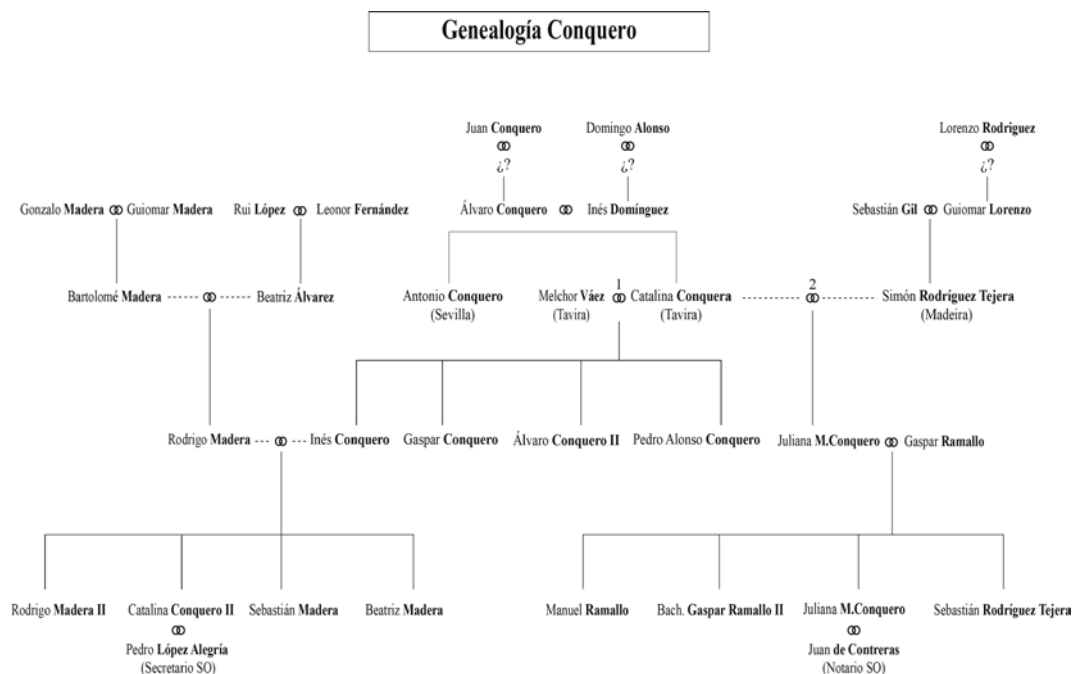 Genealogía Conquero
Juan Conquero
Domingo Alonso
Lorenzo Rodríguez
¿?
¿?
¿?
Gonzalo Madera
Guiomar Madera
Rui López
Leonor Fernández
Álvaro Conquero
Inés Domínguez
Sebastián Gil
Guiomar Lorenzo
1
2
Bartolomé Madera
Beatriz Álvarez
Antonio Conquero
(Sevilla)
Melchor Váez
(Tavira)
Catalina Conquera
(Tavira)
Simón Rodríguez Tejera
(Madeira)
Rodrigo Madera
Inés Conquero
Gaspar Conquero
Álvaro Conquero II
Pedro Alonso Conquero
Juliana M.Conquero
Gaspar Ramallo
Rodrigo Madera II
Catalina Conquero II
Sebastián Madera
Beatriz Madera
Manuel Ramallo
Bach. Gaspar Ramallo II
Juliana M.Conquero
Sebastián Rodríguez Tejera
Pedro López Alegría
(Secretario SO)
Juan de Contreras
(Notario SO)